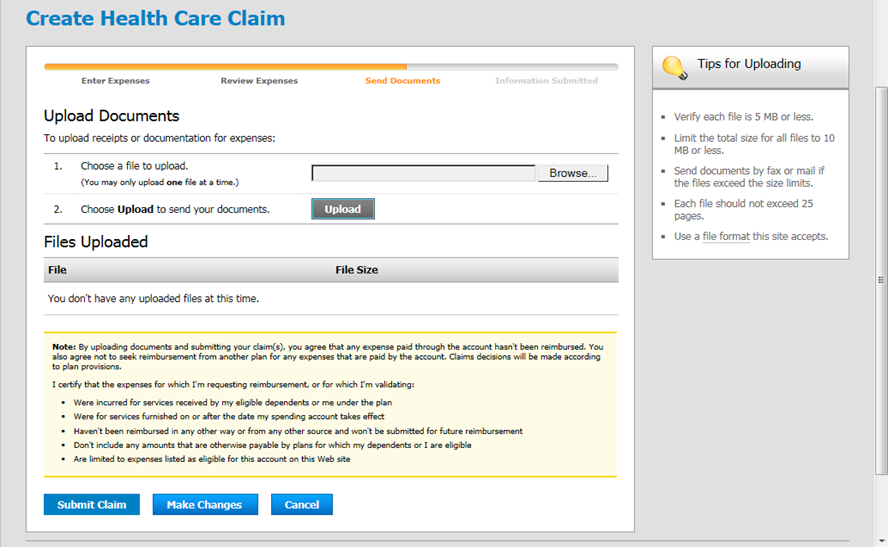 Create Health Care Claim
Enter Expenses
Review Expenses
Send Documents
Information Submitted
Upload Documents
To upload receipts or documentation for expenses:
1. Choose a file to upload.
(You may only upload one file at a time.)
Browse...
2. Choose Upload to send your documents.
Upload
Files Uploaded
File File Size
You don't have any uploaded files at this time.
Note: By uploading documents and submitting your claim(s), you agree that any expense paid through the account hasn't been reimbursed. You
also agree not to seek reimbursement from another plan for any expenses that are paid by the account. Claims decisions will be made according
to plan provisions.
I certify that the expenses for which I'm requesting reimbursement, or for which I'm validating:
▪ Were incurred for services received by my eligible dependents or me under the plan
▪ Were for services furnished on or after the date my spending account takes effect
▪ Haven't been reimbursed in any other way or from any other source and won't be submitted for future reimbursement
▪ Don't include any amounts that are otherwise payable by plans for which my dependents or I are eligible
▪ Are limited to expenses listed as eligible for this account on this Web site
Submit Claim
Make Changes
Cancel
Tips for Uploading
▪ Verify each file is 5 MB or less.
▪ Limit the total size for all files to 10
MB or less.
▪ Send documents by fax or mail if
the files exceed the size limits.
▪ Each file should not exceed 25
pages.
▪ Use a file format this site accepts.